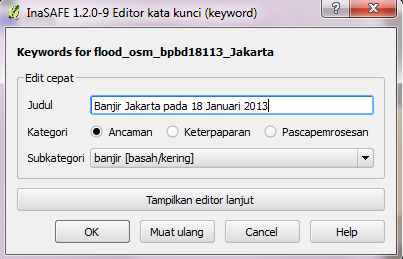 InaSAFE 1.2.0-9 Editor kata kunci (keyword)
Keywords for flood_osm_bpbd18113_Jakarta
Edit cepat
Judul Banjir Jakarta pada 18 Januari 2013
Kategori Ancaman Keterpaparan Pascapemrosesan
Subkategori banjir [basah/kering]
Tampilkan editor lanjut
OK Muat ulang Cancel Help